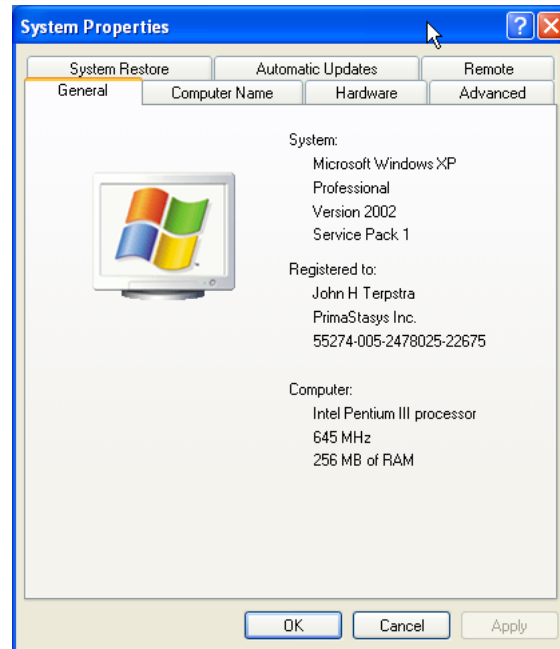 System Properties
System Restore
Automatic Updates
Remote
General
Computer Name
Hardware
Advanced
System:
Microsoft Windows XP
Professional
Version 2002
Service Pack 1
Registered to:
John H Terpstra
PrimaStasys Inc.
55274-005-2478025-22675
Computer:
Intel Pentium III processor
645 MHz
256 MB of RAM
OK
Cancel
Apply